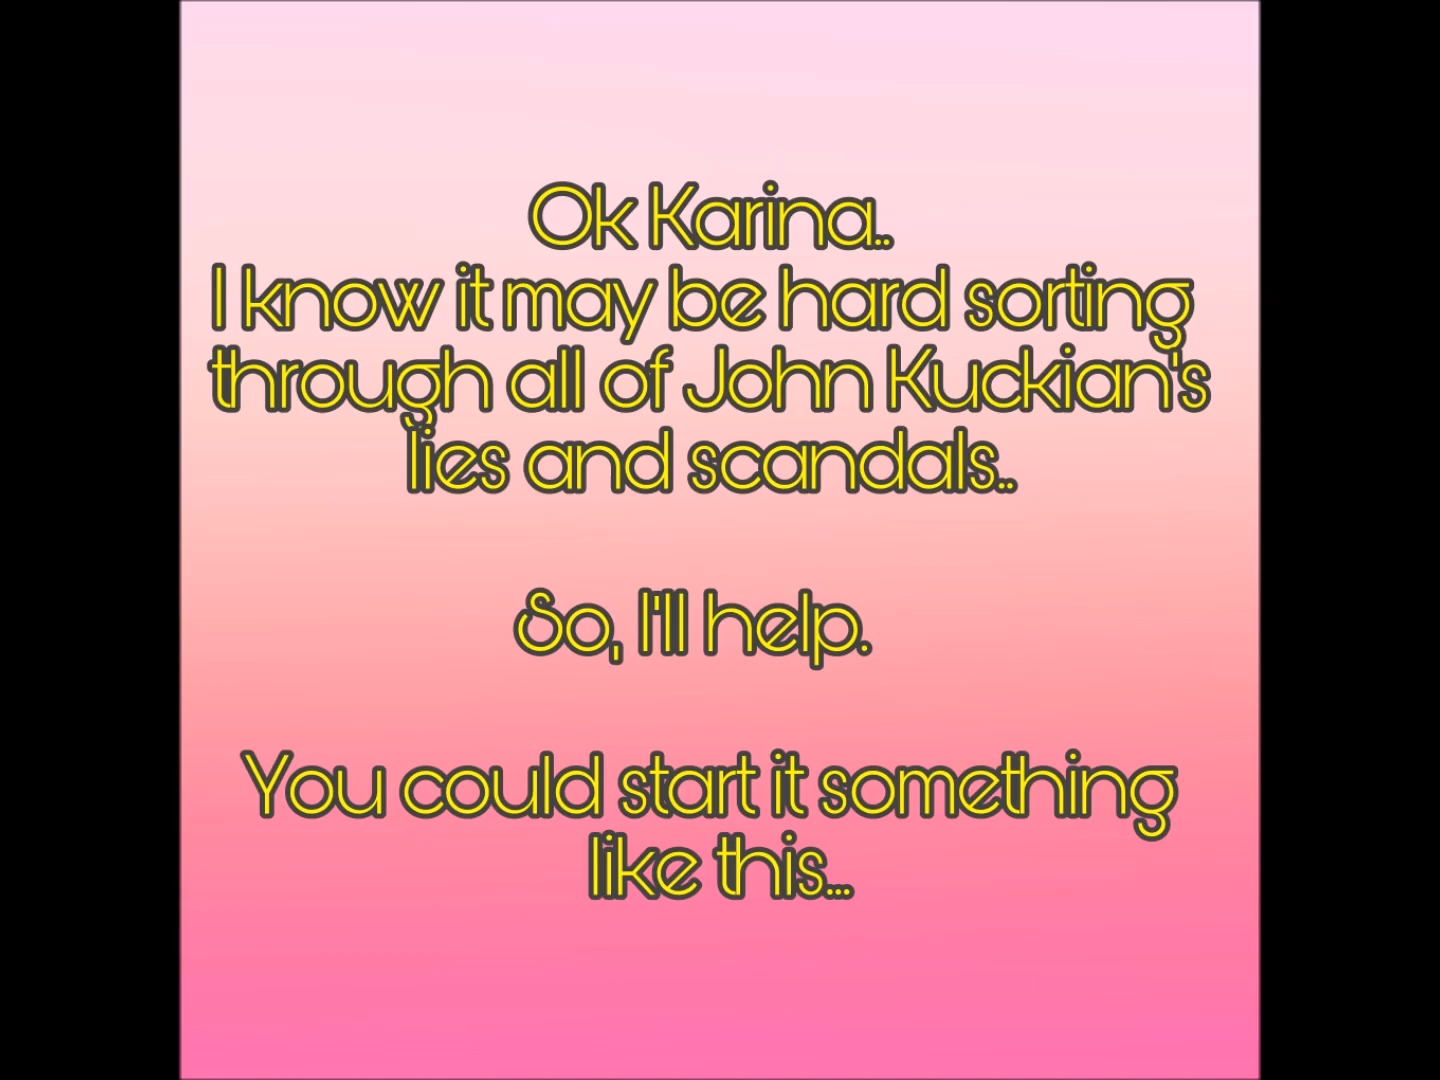 Ok Karina..
I know it may be hard sorting
through all of John Kuckian's
lies and scandals..
So, I'll help.
You could start it something
like this...